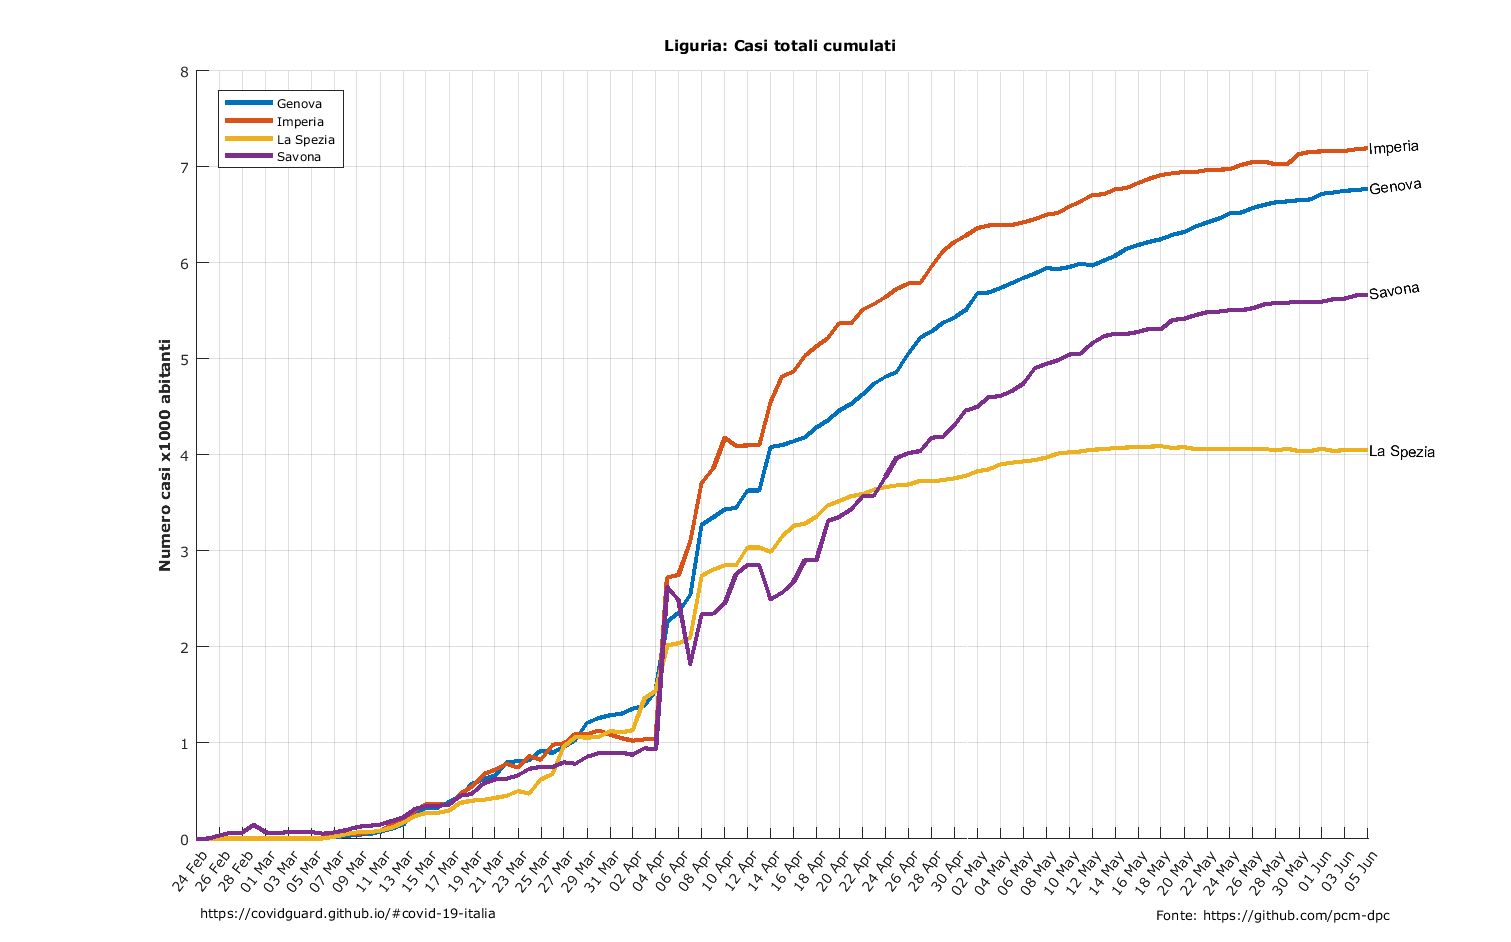 Liguria: Casi totali cumulati
Genova
Imperia
La Spezia
Savona
Numero casi x1000 abitanti
8
7
6
5
4
3
2
1
0
Imperia
Genova
Savona
La Spezia
24 Feb
26 Feb
28 Feb
01 Mar
03 Mar
05 Mar
07 Mar
09 Mar
11 Mar
13 Mar
15 Mar
17 Mar
19 Mar
21 Mar
23 Mar
25 Mar
27 Mar
29 Mar
31 Mar
02 Apr
04 Apr
06 Apr
08 Apr
10 Apr
12 Apr
14 Apr
16 Apr
18 Apr
20 Apr
22 Apr
24 Apr
26 Apr
28 Apr
30 Apr
02 May
04 May
06 May
08 May
10 May
12 May
14 May
16 May
18 May
20 May
22 May
24 May
26 May
28 May
30 May
01 Jun
03 Jun
05 Jun
https://covidguard.github.io/#covid-19-italia
Fonte: https://github.com/pcm-dpc